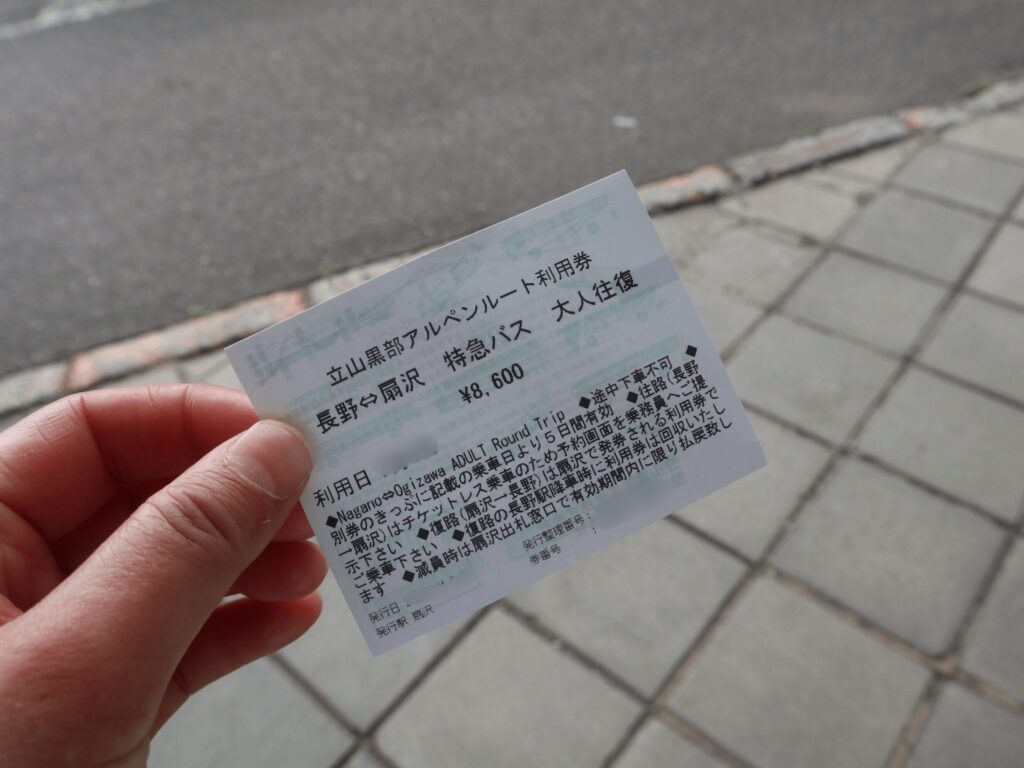 立山黒部アルペンルート利用券
長野⇔扇沢 特急バス 大人往復
¥8,600
利用日
◆Nagano⇔Ogizawa ADULT Round Trip ◆途中下車不可 ◆
別券のきっぷに記載の乗車日より５日間有効 ◆往路(長野
ー扇沢)はチケットレス乗車のため予約画面を乗務員へご提
示下さい ◆復路(扇沢ー長野)は扇沢で発券される利用券で
ご乗車下さい ◆復路の長野駅降車時に利用券は回収いたし
ます ◆減員時は扇沢出札窓口で有効期間内に限り払戻致し
発行整理番号:
発行日
券番号
発行駅 扇沢